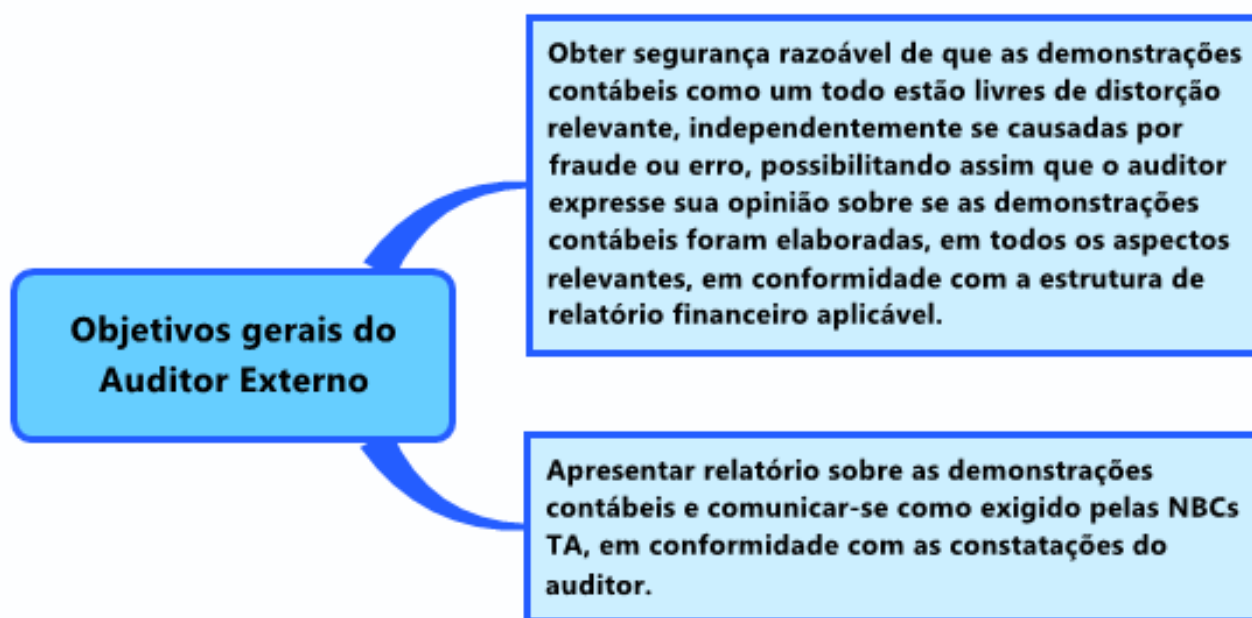 Obter segurança razoável de que as demonstrações
contábeis como um todo estão livres de distorção
relevante, independentemente se causadas por
fraude ou erro, possibilitando assim que o auditor
expresse sua opinião sobre se as demonstrações
contábeis foram elaboradas, em todos os aspectos
relevantes, em conformidade com a estrutura de
relatório financeiro aplicável.
Objetivos gerais do
Auditor Externo
Apresentar relatório sobre as demonstrações
contábeis e comunicar-se como exigido pelas NBCs
TA, em conformidade com as constatações do
auditor.